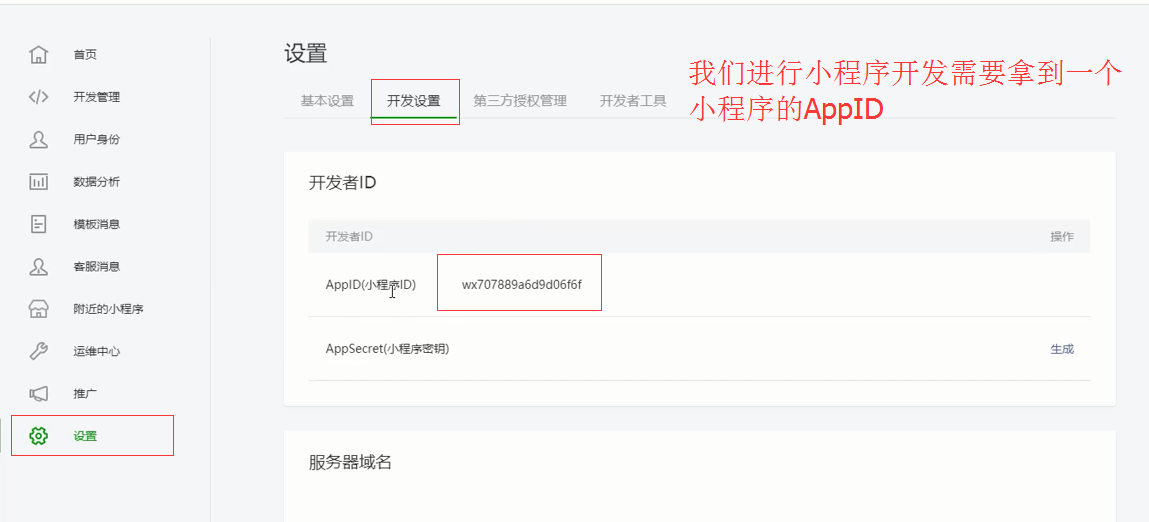 首页
开发管理
用户身份
数据分析
模板消息
客服消息
附近的小程序
运维中心
推广
设置
设置
我们进行小程序开发需要拿到一个
小程序的AppID
基本设置 开发设置 第三方授权管理 开发者工具
开发者ID
开发者ID 操作
AppID(小程序ID) wx707889a6d9d06f6f
AppSecret(小程序密钥) 生成
服务器域名